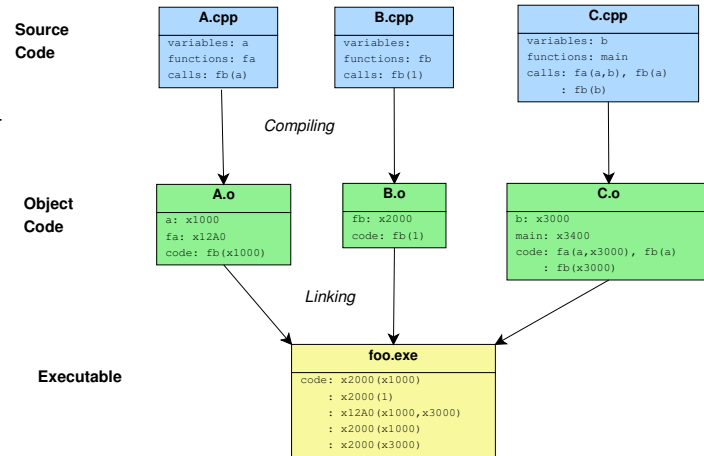 Source
Code
A.cpp
variables: a
functions: fa
calls: fb(a)
B.cpp
variables:
functions: fb
calls: fb(1)
C.cpp
variables: b
functions: main
calls: fa(a,b), fb(a)
: fb(b)
Compiling
Object
Code
A.o
a: x1000
fa: x12A0
code: fb(x1000)
B.o
fb: x2000
code: fb(1)
C.o
b: x3000
main: x3400
code: fa(a,x3000), fb(a)
: fb(x3000)
Linking
Executable
foo.exe
code: x2000(x1000)
: x2000(1)
: x12A0(x1000,x3000)
: x2000(x1000)
: x2000(x3000)